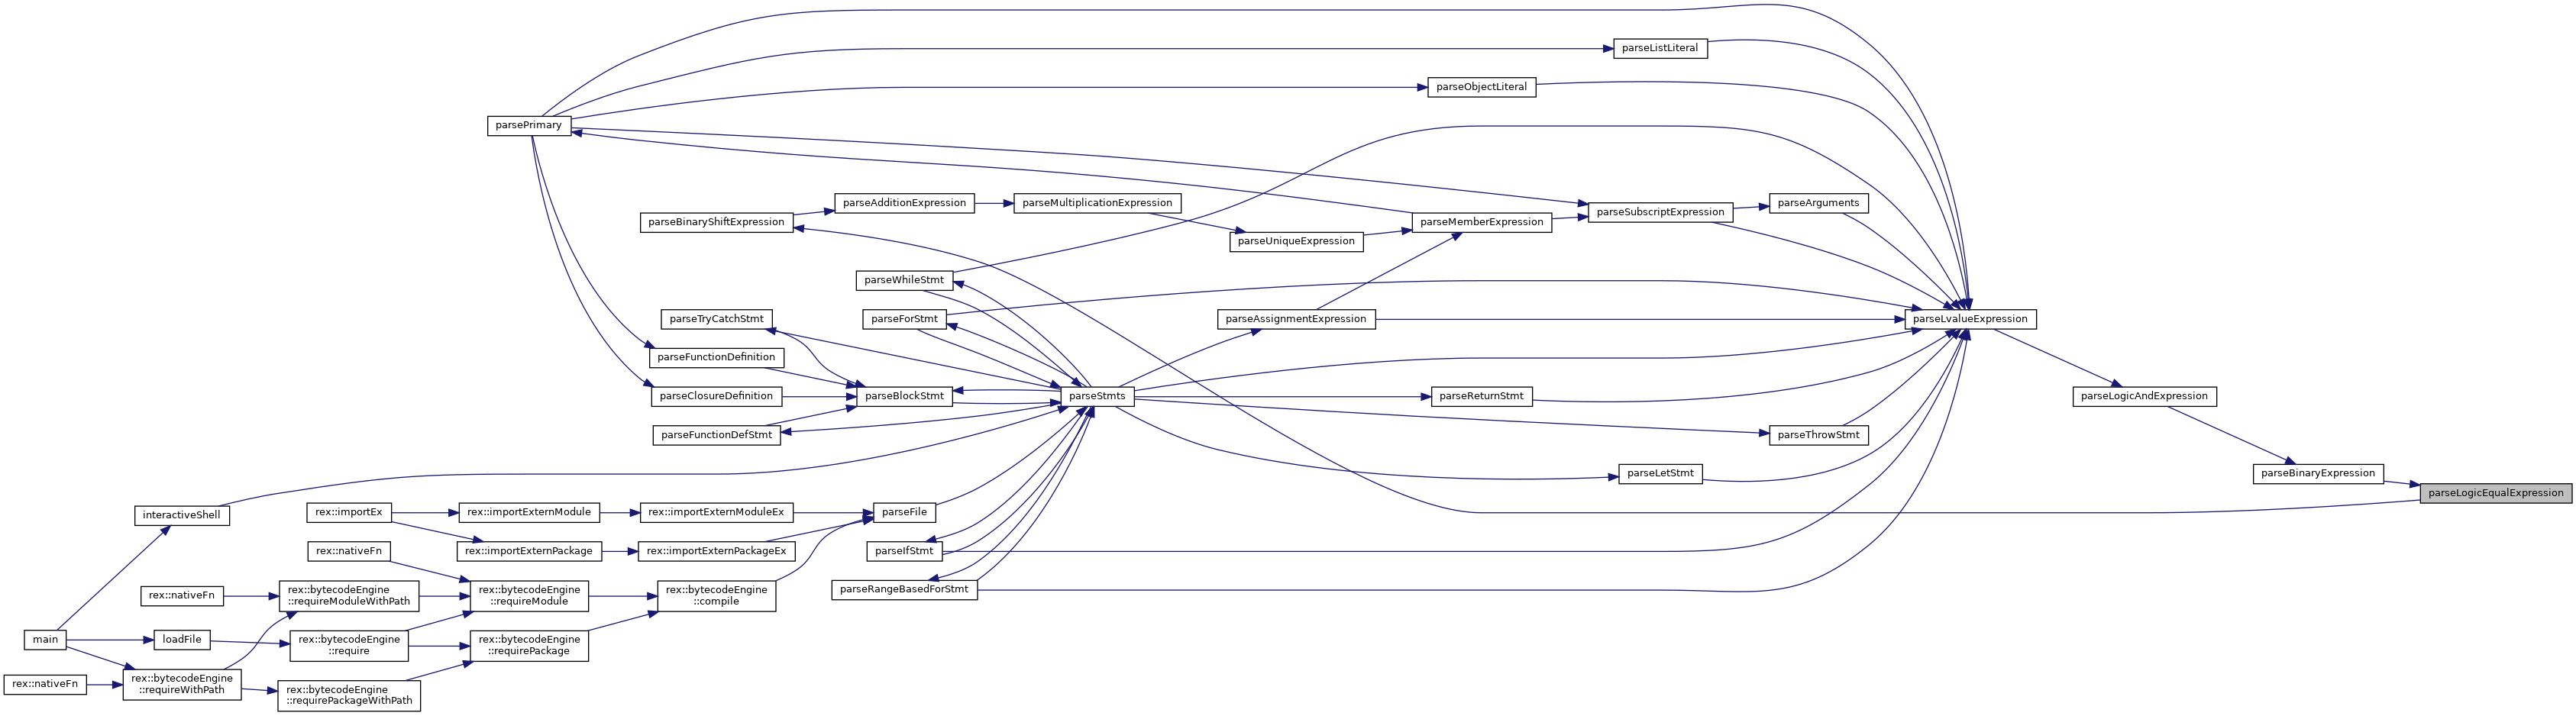 parseListLiteral
parseObjectLiteral
parsePrimary
parseAdditionExpression
parseMultiplicationExpression
parseArguments
parseBinaryShiftExpression
parseMemberExpression
parseSubscriptExpression
parseUniqueExpression
parseWhileStmt
parseTryCatchStmt
parseForStmt
parseAssignmentExpression
parseLvalueExpression
parseFunctionDefinition
parseClosureDefinition
parseBlockStmt
parseStmts
parseReturnStmt
parseLogicAndExpression
parseFunctionDefStmt
parseThrowStmt
parseLetStmt
parseBinaryExpression
parseLogicEqualExpression
interactiveShell
rex::importEx
rex::importExternModule
rex::importExternModuleEx
parseFile
rex::nativeFn
rex::importExternPackage
rex::importExternPackageEx
parseIfStmt
rex::nativeFn
rex::bytecodeEngine
::requireModuleWithPath
rex::bytecodeEngine
::requireModule
rex::bytecodeEngine
::compile
parseRangeBasedForStmt
main
loadFile
rex::bytecodeEngine
::require
rex::bytecodeEngine
::requirePackage
rex::nativeFn
rex::bytecodeEngine
::requireWithPath
rex::bytecodeEngine
::requirePackageWithPath